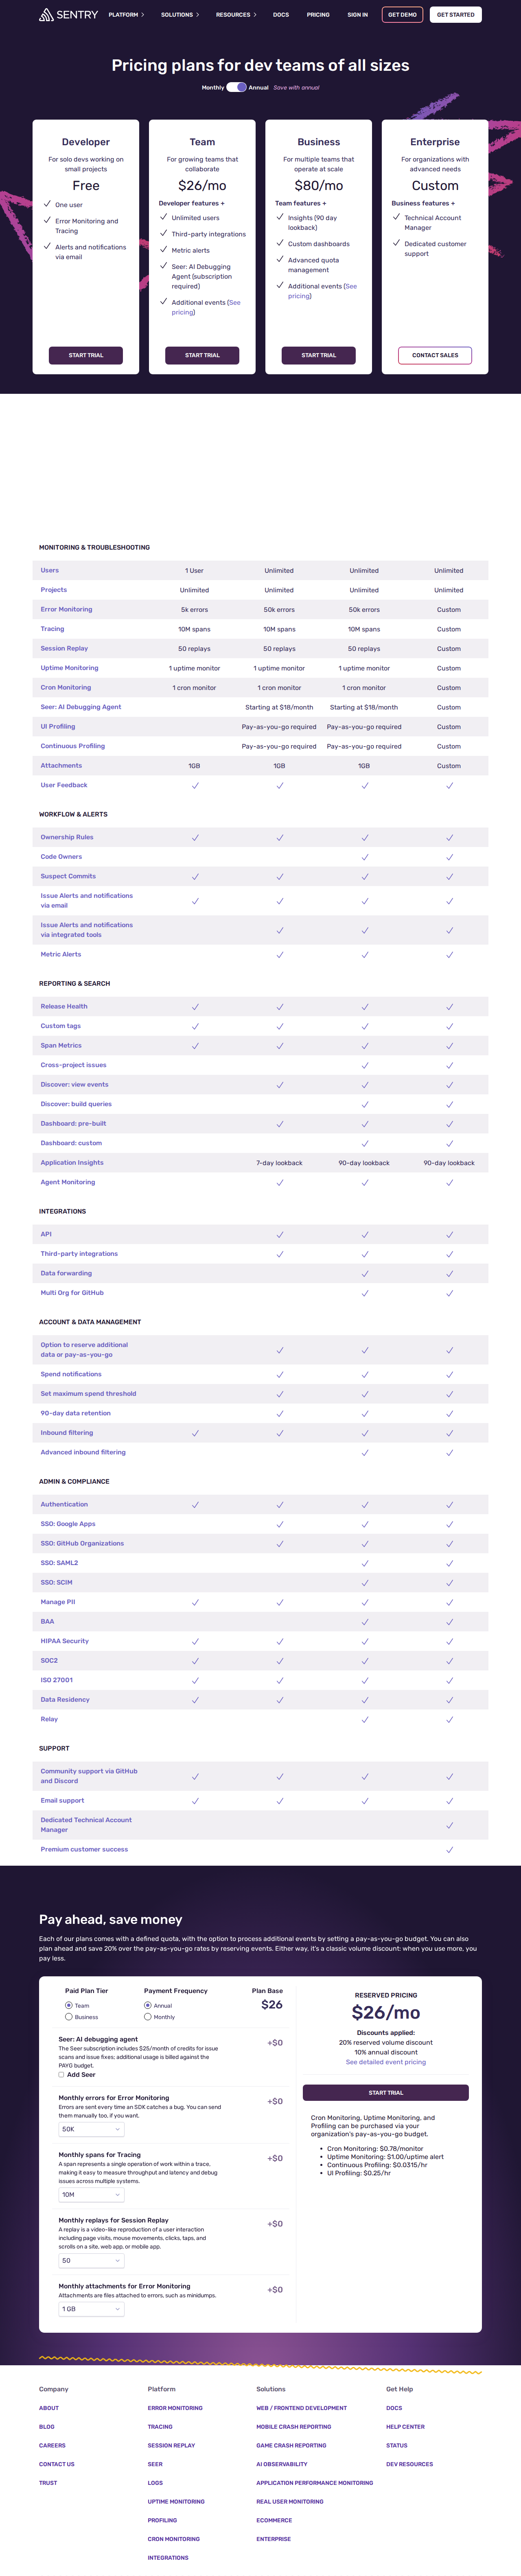 SENTRY
PLATFORM
SOLUTIONS
RESOURCES
DOCS
PRICING
SIGN IN
GET DEMO
GET STARTED
Pricing plans for dev teams of all sizes
Monthly
Annual
Save with annual
Developer
For solo devs working on
small projects
Free
One user
Error Monitoring and
Tracing
Alerts and notifications
via email
START TRIAL
Team
For growing teams that
collaborate
$26/mo
Developer features +
Unlimited users
Third-party integrations
Metric alerts
Seer: AI Debugging
Agent (subscription
required)
Additional events (See
pricing)
START TRIAL
Business
For multiple teams that
operate at scale
$80/mo
Team features +
Insights (90 day
lookback)
Custom dashboards
Advanced quota
management
Additional events (See
pricing)
START TRIAL
Enterprise
For organizations with
advanced needs
Custom
Business features +
Technical Account
Manager
Dedicated customer
support
CONTACT SALES
MONITORING & TROUBLESHOOTING
Users 1 User Unlimited Unlimited Unlimited
Projects Unlimited Unlimited Unlimited Unlimited
Error Monitoring 5k errors 50k errors 50k errors Custom
Tracing 10M spans 10M spans 10M spans Custom
Session Replay 50 replays 50 replays 50 replays Custom
Uptime Monitoring 1 uptime monitor 1 uptime monitor 1 uptime monitor Custom
Cron Monitoring 1 cron monitor 1 cron monitor 1 cron monitor Custom
Seer: AI Debugging Agent Starting at $18/month Starting at $18/month Custom
UI Profiling Pay-as-you-go required Pay-as-you-go required Custom
Continuous Profiling Pay-as-you-go required Pay-as-you-go required Custom
Attachments 1GB 1GB 1GB Custom
User Feedback
WORKFLOW & ALERTS
Ownership Rules
Code Owners
Suspect Commits
Issue Alerts and notifications
via email
Issue Alerts and notifications
via integrated tools
Metric Alerts
REPORTING & SEARCH
Release Health
Custom tags
Span Metrics
Cross-project issues
Discover: view events
Discover: build queries
Dashboard: pre-built
Dashboard: custom
Application Insights 7-day lookback 90-day lookback 90-day lookback
Agent Monitoring
INTEGRATIONS
API
Third-party integrations
Data forwarding
Multi Org for GitHub
ACCOUNT & DATA MANAGEMENT
Option to reserve additional
data or pay-as-you-go
Spend notifications
Set maximum spend threshold
90-day data retention
Inbound filtering
Advanced inbound filtering
ADMIN & COMPLIANCE
Authentication
SSO: Google Apps
SSO: GitHub Organizations
SSO: SAML2
SSO: SCIM
Manage PII
BAA
HIPAA Security
SOC2
ISO 27001
Data Residency
Relay
SUPPORT
Community support via GitHub
and Discord
Email support
Dedicated Technical Account
Manager
Premium customer success
Pay ahead, save money
Each of our plans comes with a defined quota, with the option to process additional events by setting a pay-as-you-go budget. You can also
plan ahead and save 20% over the pay-as-you-go rates by reserving events. Either way, it's a classic volume discount: when you use more, you
pay less.
Paid Plan Tier
Team
Business
Payment Frequency
Annual
Monthly
Plan Base
$26
Seer: AI debugging agent +$0
The Seer subscription includes $25/month of credits for issue
scans and issue fixes; additional usage is billed against the
PAYG budget.
Add Seer
Monthly errors for Error Monitoring +$0
Errors are sent every time an SDK catches a bug. You can send
them manually too, if you want.
50K
Monthly spans for Tracing +$0
A span represents a single operation of work within a trace,
making it easy to measure throughput and latency and debug
issues across multiple systems.
10M
Monthly replays for Session Replay +$0
A replay is a video-like reproduction of a user interaction
including page visits, mouse movements, clicks, taps, and
scrolls on a site, web app, or mobile app.
50
Monthly attachments for Error Monitoring +$0
Attachments are files attached to errors, such as minidumps.
1 GB
RESERVED PRICING
$26/mo
Discounts applied:
20% reserved volume discount
10% annual discount
See detailed event pricing
START TRIAL
Cron Monitoring, Uptime Monitoring, and
Profiling can be purchased via your
organization's pay-as-you-go budget.
• Cron Monitoring: $0.78/monitor
• Uptime Monitoring: $1.00/uptime alert
• Continuous Profiling: $0.0315/hr
• UI Profiling: $0.25/hr
Company
ABOUT
BLOG
CAREERS
CONTACT US
TRUST
Platform
ERROR MONITORING
TRACING
SESSION REPLAY
SEER
LOGS
UPTIME MONITORING
PROFILING
CRON MONITORING
INTEGRATIONS
Solutions
WEB / FRONTEND DEVELOPMENT
MOBILE CRASH REPORTING
GAME CRASH REPORTING
AI OBSERVABILITY
APPLICATION PERFORMANCE MONITORING
REAL USER MONITORING
ECOMMERCE
ENTERPRISE
Get Help
DOCS
HELP CENTER
STATUS
DEV RESOURCES